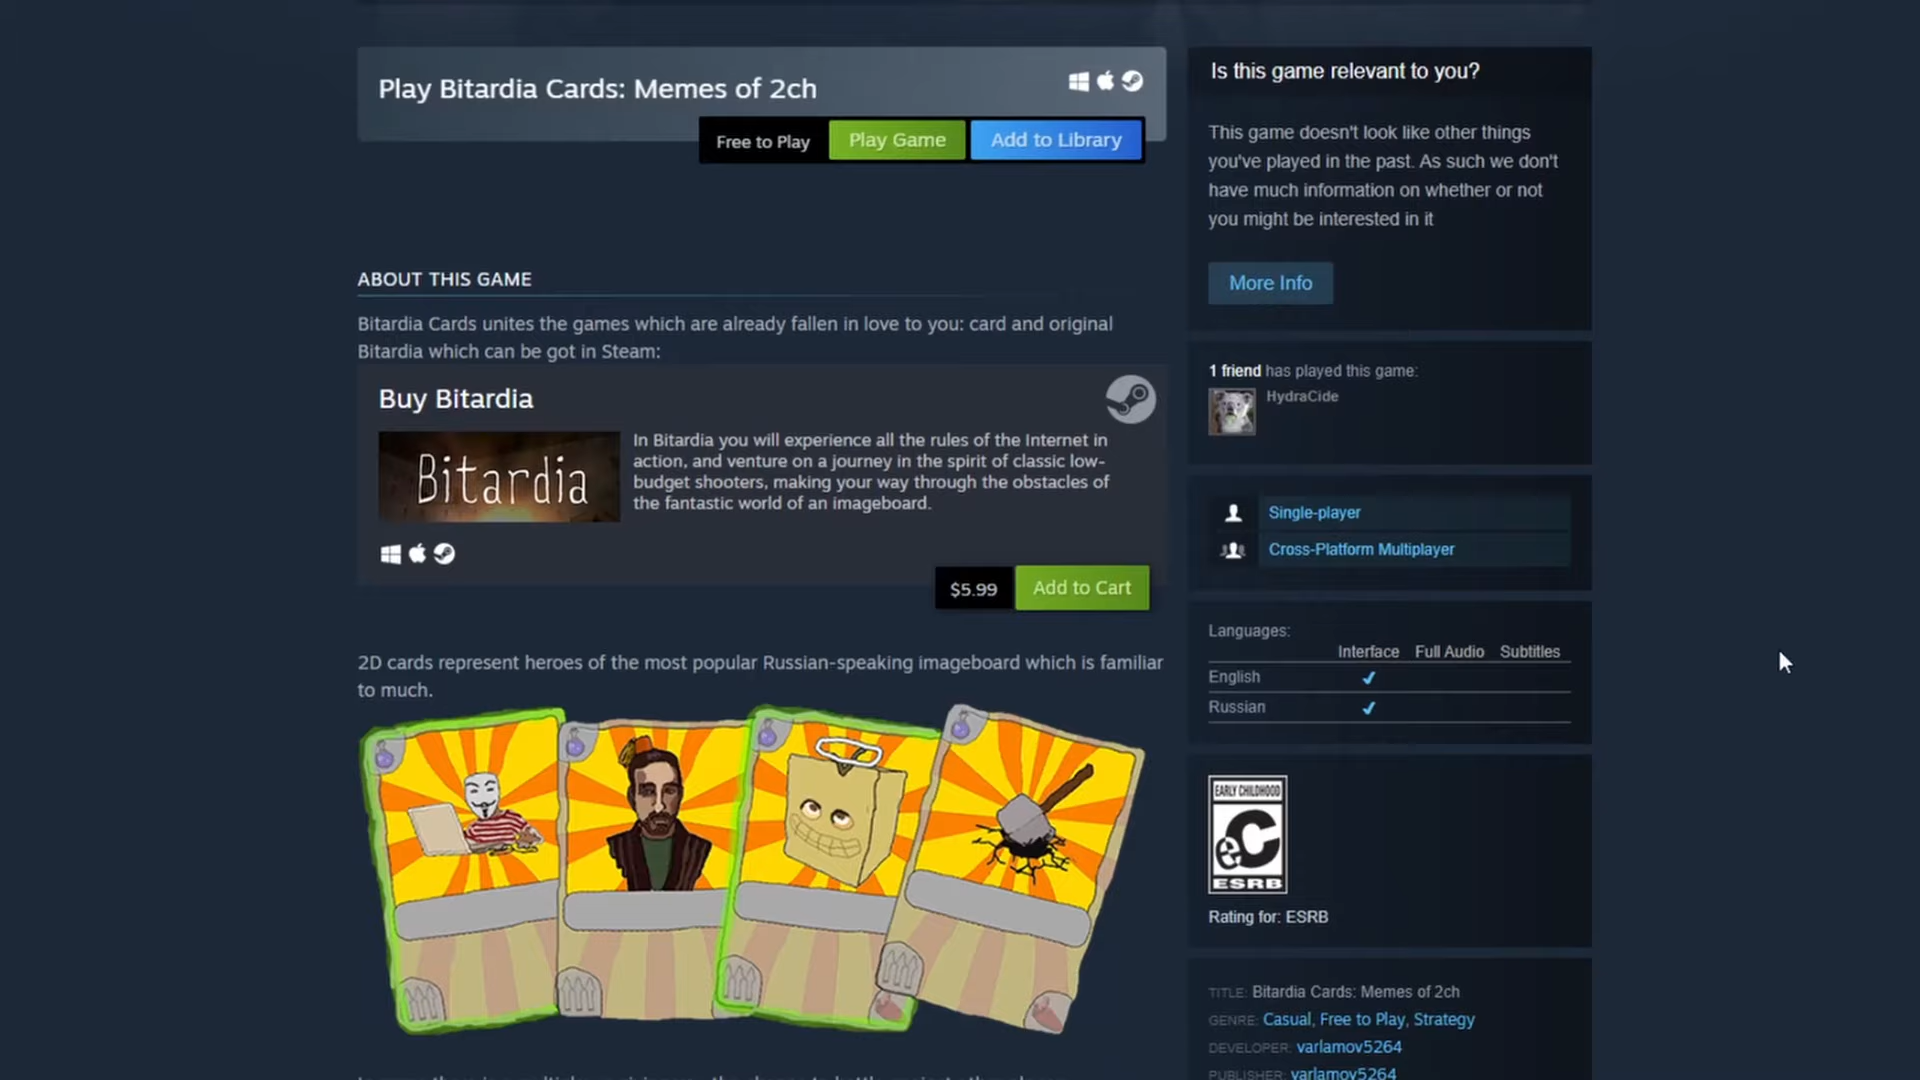 Play Bitardia Cards: Memes of 2ch
Free to Play
Play Game
Add to Library
ABOUT THIS GAME
Bitardia Cards unites the games which are already fallen in love to you: card and original
Bitardia which can be got in Steam:
Buy Bitardia
Bitardia
In Bitardia you will experience all the rules of the Internet in
action, and venture on a journey in the spirit of classic low-
budget shooters, making your way through the obstacles of
the fantastic world of an imageboard.
$5.99
Add to Cart
2D cards represent heroes of the most popular Russian-speaking imageboard which is familiar
to much.
Is this game relevant to you?
This game doesn't look like other things
you've played in the past. As such we don't
have much information on whether or not
you might be interested in it
More Info
1 friend has played this game:
HydraCide
Single-player
Cross-Platform Multiplayer
Languages:
Interface Full Audio Subtitles
English
Russian
EARLY CHILDHOOD
eC
ESRB
Rating for: ESRB
TITLE: Bitardia Cards: Memes of 2ch
GENRE: Casual, Free to Play, Strategy
DEVELOPER: varlamov5264
PUBLISHER: varlamov5264